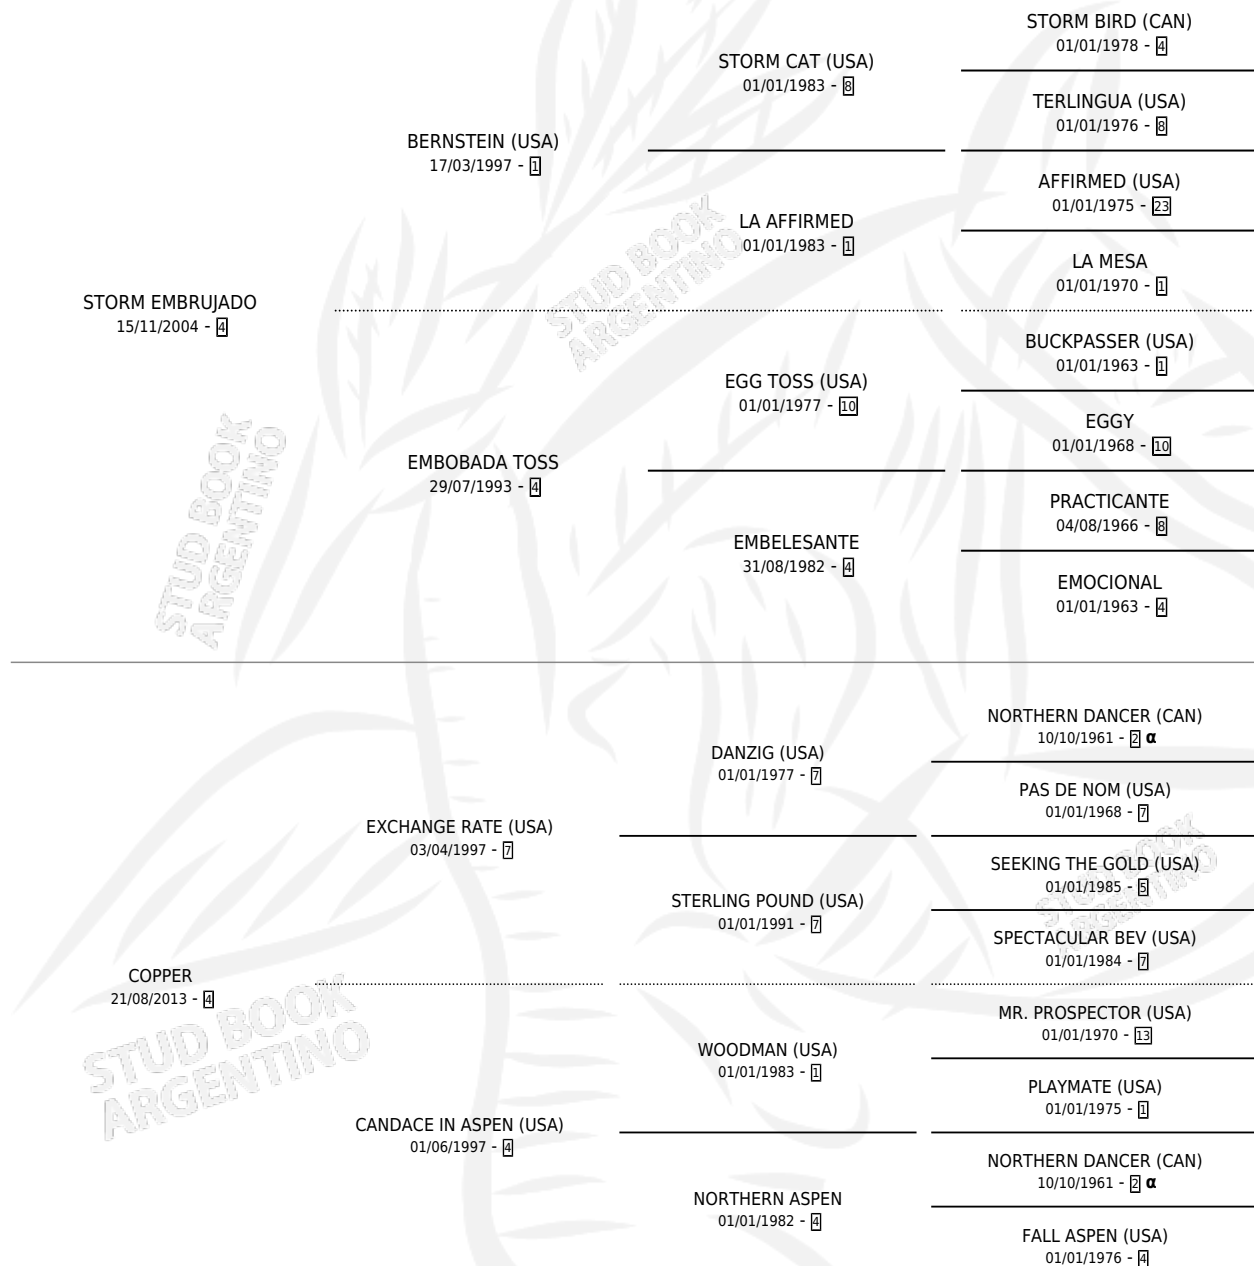 STORM EMBRUJADO
15/11/2004 - 4
BERNSTEIN (USA)
17/03/1997 - 1
STORM CAT (USA)
01/01/1983 - 8
STORM BIRD (CAN)
01/01/1978 - 4
TERLINGUA (USA)
01/01/1976 - 8
LA AFFIRMED
01/01/1983 - 1
AFFIRMED (USA)
01/01/1975 - 23
LA MESA
01/01/1970 - 1
EMBOBADA TOSS
29/07/1993 - 4
EGG TOSS (USA)
01/01/1977 - 10
BUCKPASSER (USA)
01/01/1963 - 1
EGGY
01/01/1968 - 10
EMBELESANTE
31/08/1982 - 4
PRACTICANTE
04/08/1966 - 8
EMOCIONAL
01/01/1963 - 4
COPPER
21/08/2013 - 4
EXCHANGE RATE (USA)
03/04/1997 - 7
DANZIG (USA)
01/01/1977 - 7
NORTHERN DANCER (CAN)
10/10/1961 - 2 α
PAS DE NOM (USA)
01/01/1968 - 7
STERLING POUND (USA)
01/01/1991 - 7
SEEKING THE GOLD (USA)
01/01/1985 - 5
SPECTACULAR BEV (USA)
01/01/1984 - 7
CANDACE IN ASPEN (USA)
01/06/1997 - 4
WOODMAN (USA)
01/01/1983 - 1
MR. PROSPECTOR (USA)
01/01/1970 - 13
PLAYMATE (USA)
01/01/1975 - 1
NORTHERN ASPEN
01/01/1982 - 4
NORTHERN DANCER (CAN)
10/10/1961 - 2 α
FALL ASPEN (USA)
01/01/1976 - 4
STUD BOOK
ARGENTINO
STUD BOOK
ARGENTINO
STUD BOOK
ARGENTINO
STUD BOOK
ARGENTINO